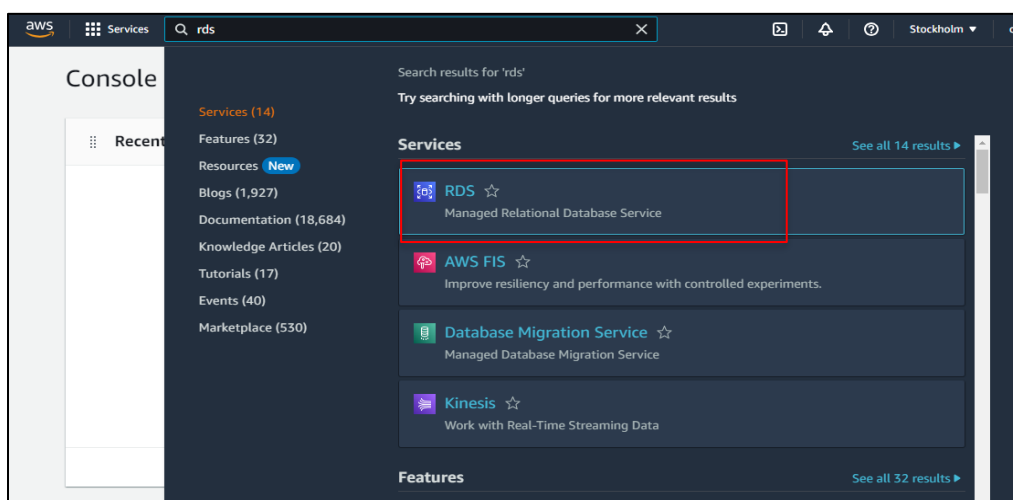 aws Services rds Stockholm
Console
Recent
Services (14)
Features (32)
Resources New
Blogs (1,927)
Documentation (18,684)
Knowledge Articles (20)
Tutorials (17)
Events (40)
Marketplace (530)
Search results for 'rds'
Try searching with longer queries for more relevant results
Services See all 14 results
RDS
Managed Relational Database Service
AWS FIS
Improve resiliency and performance with controlled experiments.
Database Migration Service
Managed Database Migration Service
Kinesis
Work with Real-Time Streaming Data
Features See all 32 results